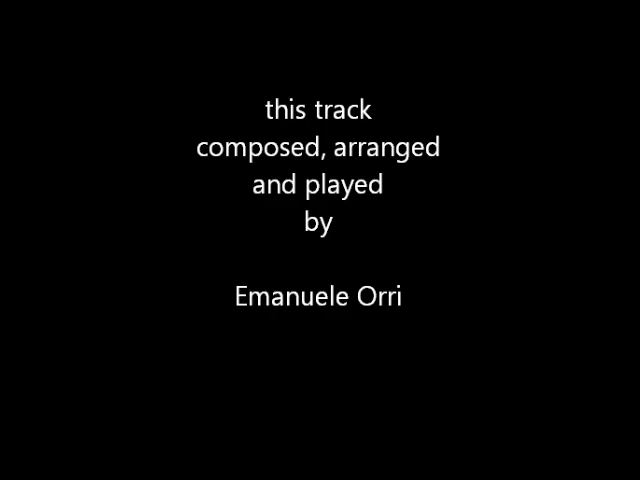 this track
composed, arranged
and played
by
Emanuele Orri